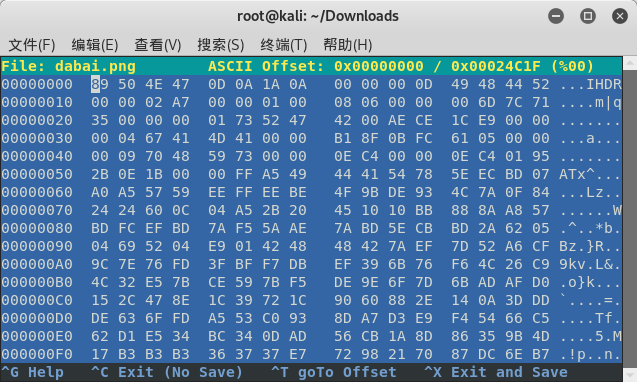 root@kali: ~/Downloads
文件(F) 编辑(E) 查看(V) 搜索(S) 终端(T) 帮助(H)
File: dabai.png ASCII Offset: 0x00000000 / 0x00024C1F (%00)
00000000 89 50 4E 47 0D 0A 1A 0A 00 00 00 0D 49 48 44 52 ...IHDR
00000010 00 00 02 A7 00 00 01 00 08 06 00 00 00 6D 7C 71 ....m|q
00000020 35 00 00 00 01 73 52 47 42 00 AE CE 1C E9 00 00 .......
00000030 00 04 67 41 4D 41 00 00 B1 8F 0B FC 61 05 00 00 ...a...
00000040 00 09 70 48 59 73 00 00 0E C4 00 00 0E C4 01 95 .......
00000050 2B 0E 1B 00 00 FF A5 49 44 41 54 78 5E EC BD 07 ATx^...
00000060 A0 A5 57 59 EE FF EE BE 4F 9B DE 93 4C 7A 0F 84 ...Lz..
00000070 24 24 60 0C 04 A5 2B 20 45 10 10 BB 88 8A A8 57 ......W
00000080 BD FC EF BD 7A F5 5A AE 7A BD 5E CB BD 2A 62 05 .^..*b.
00000090 04 69 52 04 E9 01 42 48 48 42 7A EF 7D 52 A6 CF Bz.}R..
000000A0 9C 7E 76 FD 3F BF F7 DB EF 39 6B 76 F6 4C 26 C9 9kv.L&.
000000B0 4C 32 E5 7B CE 59 7B F5 DE 9E 6F 7D 6B AD AF D0 .o}k...
000000C0 15 2C 47 8E 1C 39 72 1C 90 60 88 2E 14 0A 3D DD `....=.
000000D0 DE 63 6F FD A5 53 C0 93 8D A7 D3 E9 F4 54 66 C5 ....Tf.
000000E0 62 D1 E5 34 BC 34 0D AD 56 CB 1A 8D 86 35 9B 4D ....5.M
000000F0 17 B3 B3 B3 36 37 37 E7 72 98 21 70 87 DC 6E B7 .!p..n.
^G Help ^C Exit (No Save) ^T goTo Offset ^X Exit and Save